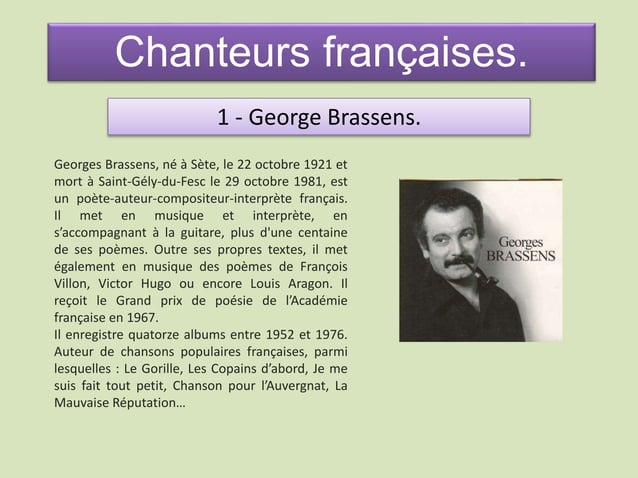 Chanteurs françaises.
1 - George Brassens.
Georges Brassens, né à Sète, le 22 octobre 1921 et
mort à Saint-Gély-du-Fesc le 29 octobre 1981, est
un poète-auteur-compositeur-interprète français.
Il met en musique et interprète, en
s’accompagnant à la guitare, plus d'une centaine
de ses poèmes. Outre ses propres textes, il met
également en musique des poèmes de François
Villon, Victor Hugo ou encore Louis Aragon. Il
reçoit le Grand prix de poésie de l’Académie
française en 1967.
Il enregistre quatorze albums entre 1952 et 1976.
Auteur de chansons populaires françaises, parmi
lesquelles : Le Gorille, Les Copains d’abord, Je me
suis fait tout petit, Chanson pour l’Auvergnat, La
Mauvaise Réputation…
Georges
BRASSENS